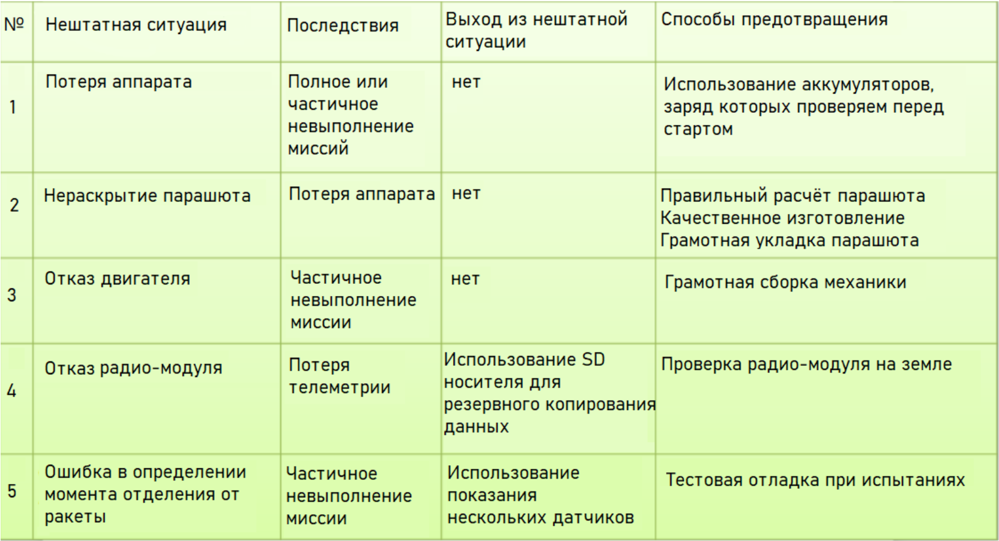 №
Нештатная ситуация
Последствия
Выход из нештатной
ситуации
Способы предотвращения
1
Потеря аппарата
Полное или
частичное
невыполнение
миссий
нет
Использование аккумуляторов,
заряд которых проверяем перед
стартом
2
Нераскрытие парашюта
Потеря аппарата
нет
Правильный расчёт парашюта
Качественное изготовление
Грамотная укладка парашюта
3
Отказ двигателя
Частичное
невыполнение
миссии
нет
Грамотная сборка механики
4
Отказ радио-модуля
Потеря
телеметрии
Использование SD
носителя для
резервного копирования
данных
Проверка радио-модуля на земле
5
Ошибка в определении
момента отделения от
ракеты
Частичное
невыполнение
миссии
Использование
показания
нескольких датчиков
Тестовая отладка при испытаниях